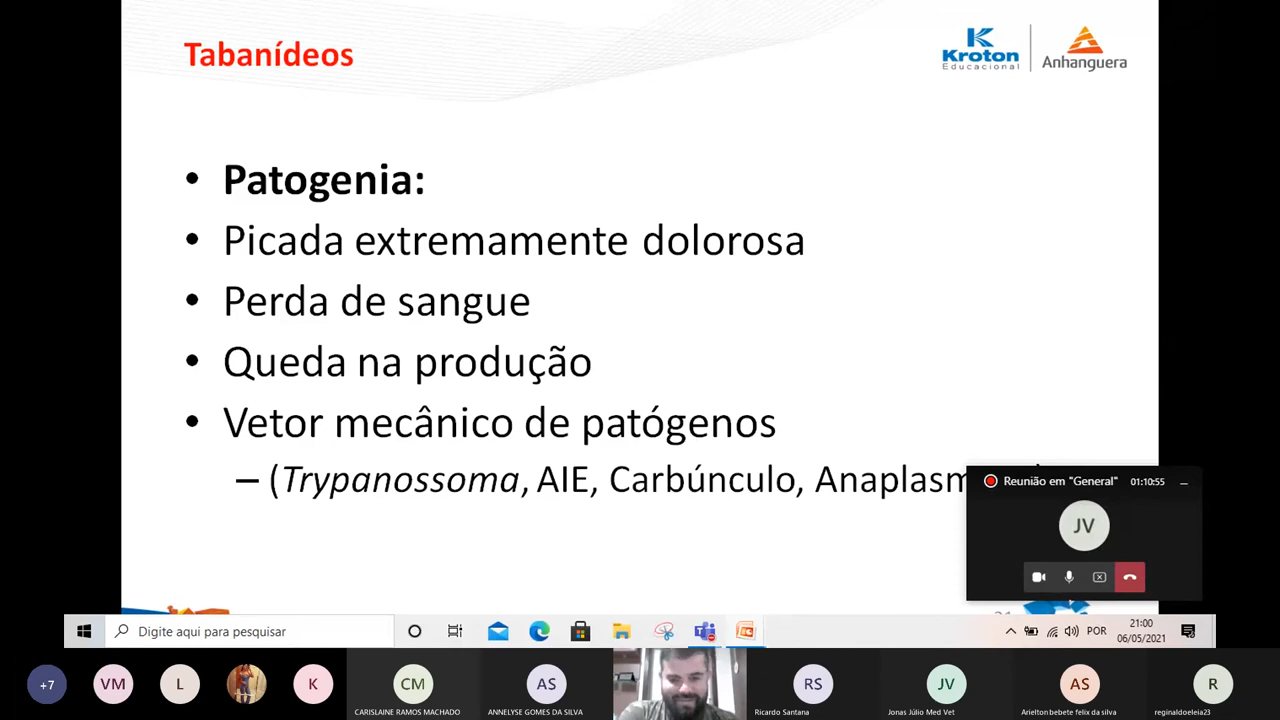 Tabanídeos
Kroton
Educacional
Anhanguera
• Patogenia:
• Picada extremamente dolorosa
• Perda de sangue
• Queda na produção
• Vetor mecânico de patógenos
– (Trypanossoma, AIE, Carbúnculo,
Reunião em "General" 01:10:55
JV
Digite aqui para pesquisar
POR
21:00
06/05/2021
+7
VM
L
K
CM
CARISLAINE RAMOS MACHADO
AS
ANNELYSE GOMES DA SILVA
RS
Ricardo Santana
JV
Jonas Júlio Med Vet
AS
Arielton bebete felix da silva
R
reginaldoeleia23